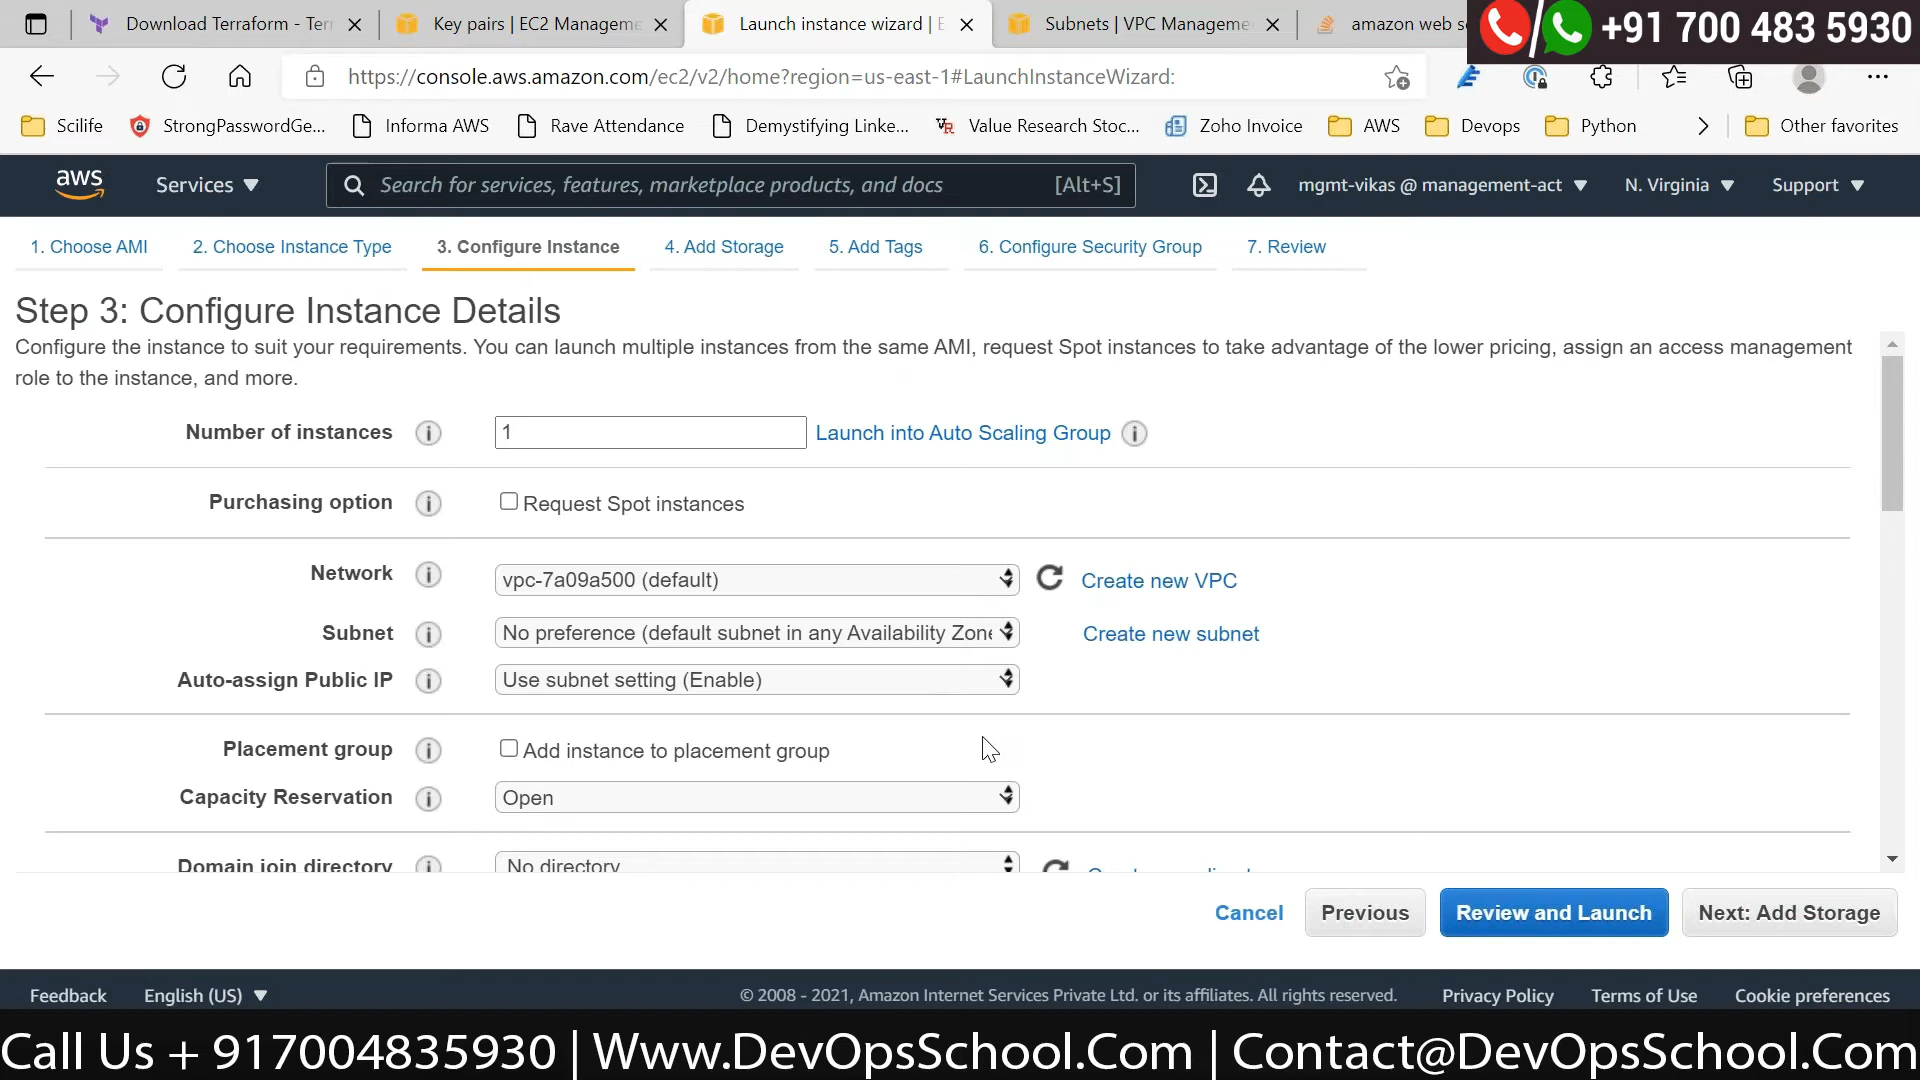 Download Terraform - Ter
Key pairs | EC2 Manageme
Launch instance wizard | E
Subnets | VPC Manageme
amazon web se
+91 700 483 5930
https://console.aws.amazon.com/ec2/v2/home?region=us-east-1#LaunchInstanceWizard:
Scilife
StrongPasswordGe...
Informa AWS
Rave Attendance
Demystifying Linke...
Value Research Stoc...
Zoho Invoice
AWS
Devops
Python
Other favorites
aws
Services
Search for services, features, marketplace products, and docs
[Alt+S]
mgmt-vikas @ management-act
N. Virginia
Support
1. Choose AMI
2. Choose Instance Type
3. Configure Instance
4. Add Storage
5. Add Tags
6. Configure Security Group
7. Review
Step 3: Configure Instance Details
Configure the instance to suit your requirements. You can launch multiple instances from the same AMI, request Spot instances to take advantage of the lower pricing, assign an access management
role to the instance, and more.
Number of instances
1
Launch into Auto Scaling Group
Purchasing option
Request Spot instances
Network
vpc-7a09a500 (default)
Create new VPC
Subnet
No preference (default subnet in any Availability Zone
Create new subnet
Auto-assign Public IP
Use subnet setting (Enable)
Placement group
Add instance to placement group
Capacity Reservation
Open
Domain join directory
No directory
Cancel
Previous
Review and Launch
Next: Add Storage
Feedback
English (US)
© 2008 - 2021, Amazon Internet Services Private Ltd. or its affiliates. All rights reserved.
Privacy Policy
Terms of Use
Cookie preferences
Call Us + 917004835930 | Www.DevOpsSchool.Com | Contact@DevOpsSchool.Com